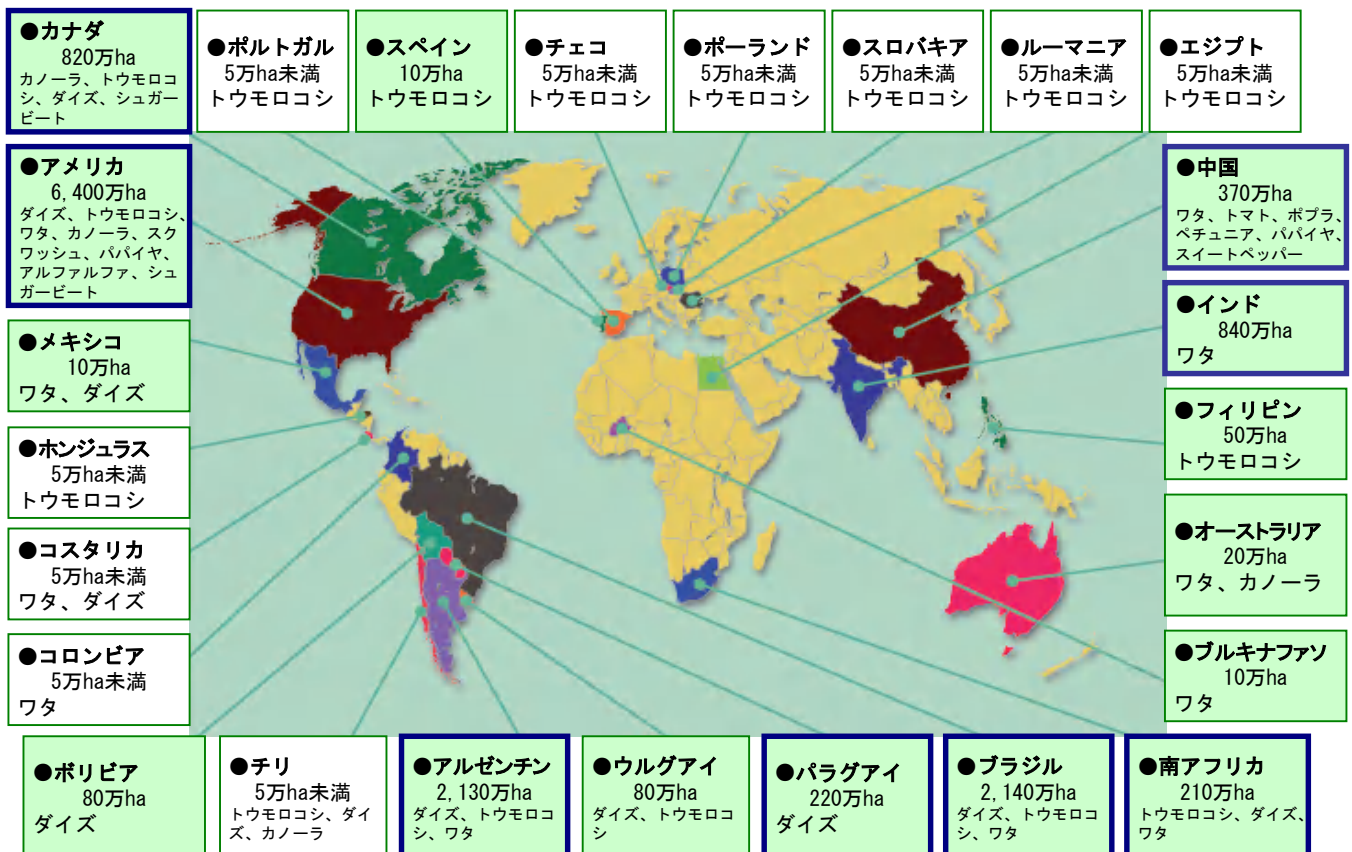 ●カナダ
820万ha
カノーラ、トウモロコ
シ、ダイズ、シュガー
ビート
●ポルトガル
5万ha未満
トウモロコシ
●スペイン
10万ha
トウモロコシ
●チェコ
5万ha未満
トウモロコシ
●ポーランド
5万ha未満
トウモロコシ
●スロバキア
5万ha未満
トウモロコシ
●ルーマニア
5万ha未満
トウモロコシ
●エジプト
5万ha未満
トウモロコシ
●アメリカ
6,400万ha
ダイズ、トウモロコシ、
ワタ、カノーラ、スク
ワッシュ、パパイヤ、
アルファルファ、シュ
ガービート
●中国
370万ha
ワタ、トマト、ポプラ、
ペチュニア、パパイヤ、
スイートペッパー
●インド
840万ha
ワタ
●メキシコ
10万ha
ワタ、ダイズ
●フィリピン
50万ha
トウモロコシ
●ホンジュラス
5万ha未満
トウモロコシ
●オーストラリア
20万ha
ワタ、カノーラ
●コスタリカ
5万ha未満
ワタ、ダイズ
●コロンビア
5万ha未満
ワタ
●ブルキナファソ
10万ha
ワタ
●ボリビア
80万ha
ダイズ
●チリ
5万ha未満
トウモロコシ、ダイ
ズ、カノーラ
●アルゼンチン
2,130万ha
ダイズ、トウモロコ
シ、ワタ
●ウルグアイ
80万ha
ダイズ、トウモロコ
シ
●パラグアイ
220万ha
ダイズ
●ブラジル
2,140万ha
ダイズ、トウモロコ
シ、ワタ
●南アフリカ
210万ha
トウモロコシ、ダイズ、
ワタ